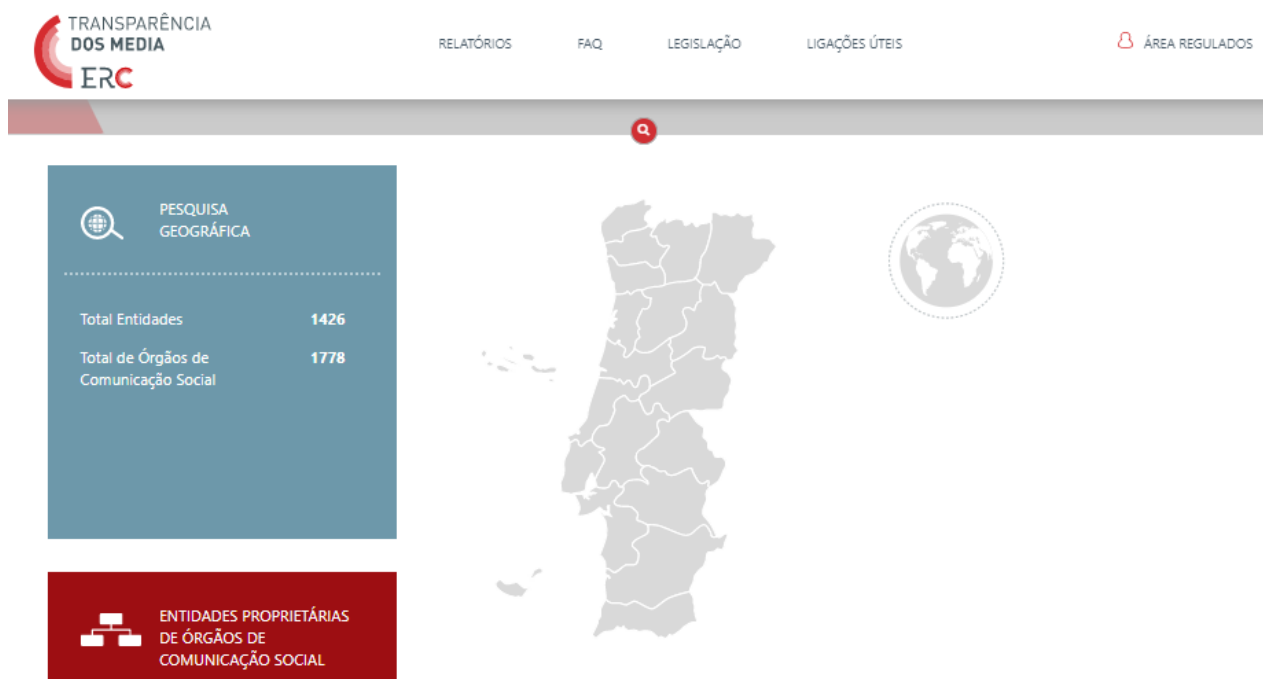 TRANSPARÊNCIA
DOS MEDIA
ERC
RELATÓRIOS FAQ LEGISLAÇÃO LIGAÇÕES ÚTEIS ÁREA REGULADOS
PESQUISA
GEOGRÁFICA
Total Entidades 1426
Total de Órgãos de 1778
Comunicação Social
ENTIDADES PROPRIETÁRIAS
DE ÓRGÃOS DE
COMUNICAÇÃO SOCIAL